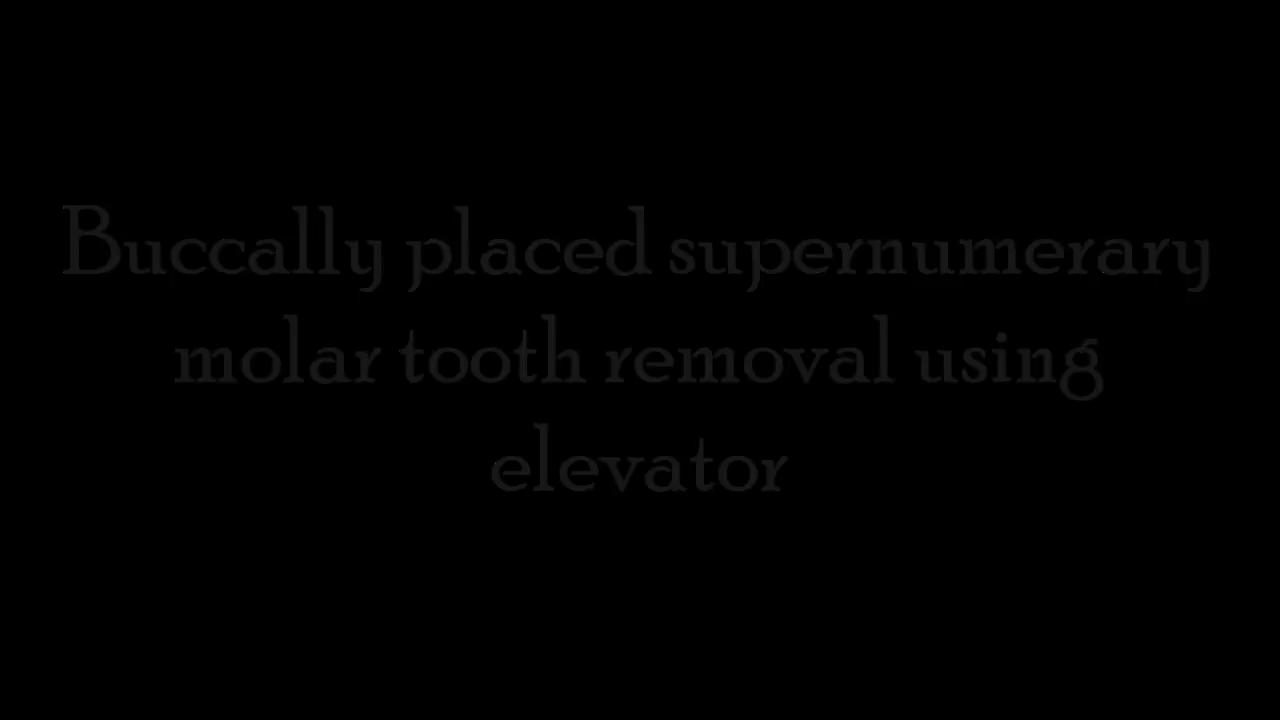 Buccally placed supernumerary
molar tooth removal using
elevator